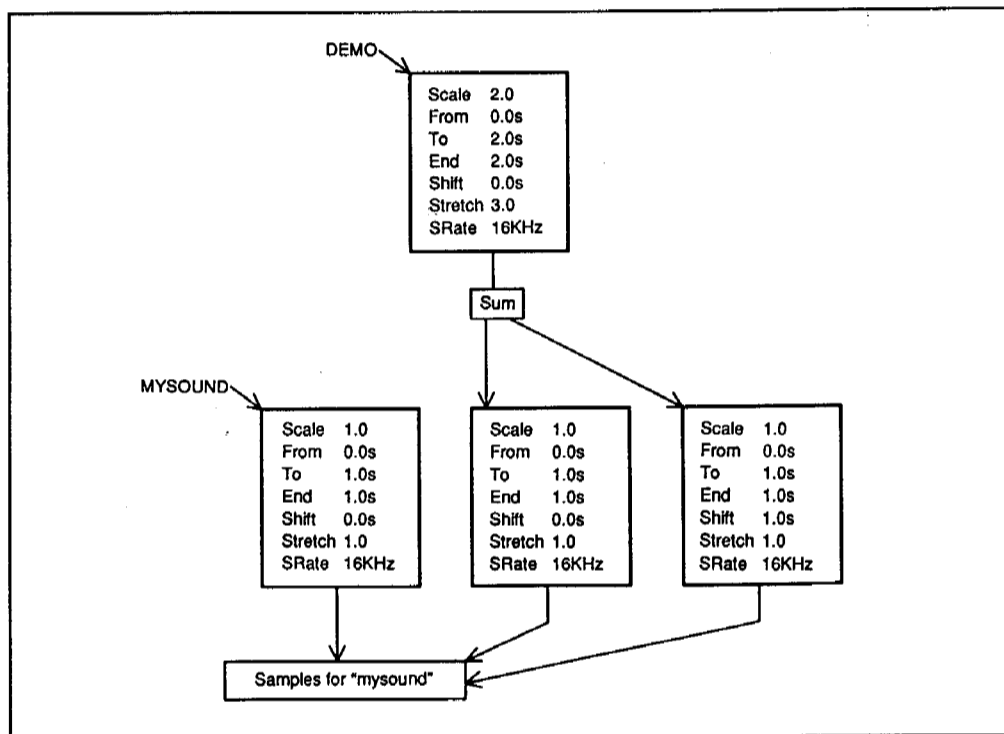 DEMO
Scale 2.0
From 0.0s
To 2.0s
End 2.0s
Shift 0.0s
Stretch 3.0
SRate 16KHz
Sum
MYSOUND
Scale 1.0
From 0.0s
To 1.0s
End 1.0s
Shift 0.0s
Stretch 1.0
SRate 16KHz
Scale 1.0
From 0.0s
To 1.0s
End 1.0s
Shift 0.0s
Stretch 1.0
SRate 16KHz
Scale 1.0
From 0.0s
To 1.0s
End 1.0s
Shift 1.0s
Stretch 1.0
SRate 16KHz
Samples for "mysound"